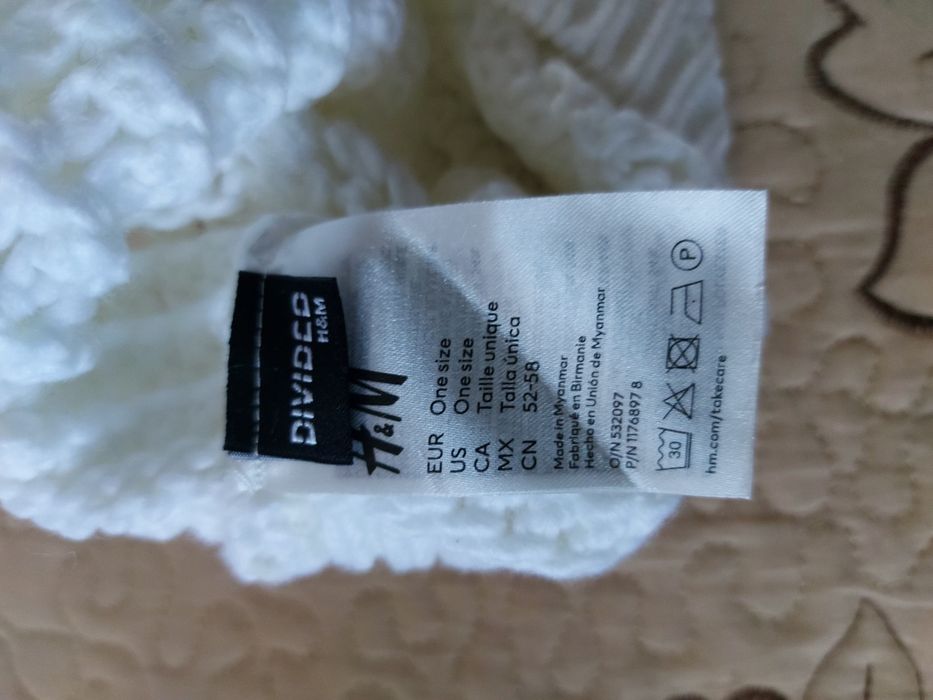 DIVIDED
H&M
H&M
EUR One size
US One size
CA Taille unique
MX Talla única
CN 52-58
Made in Myanmar
Fabriqué en Birmanie
Hecho en Unión de Myanmar
O/N 532097
P/N 1176897 8
30
P
hm.com/takecare